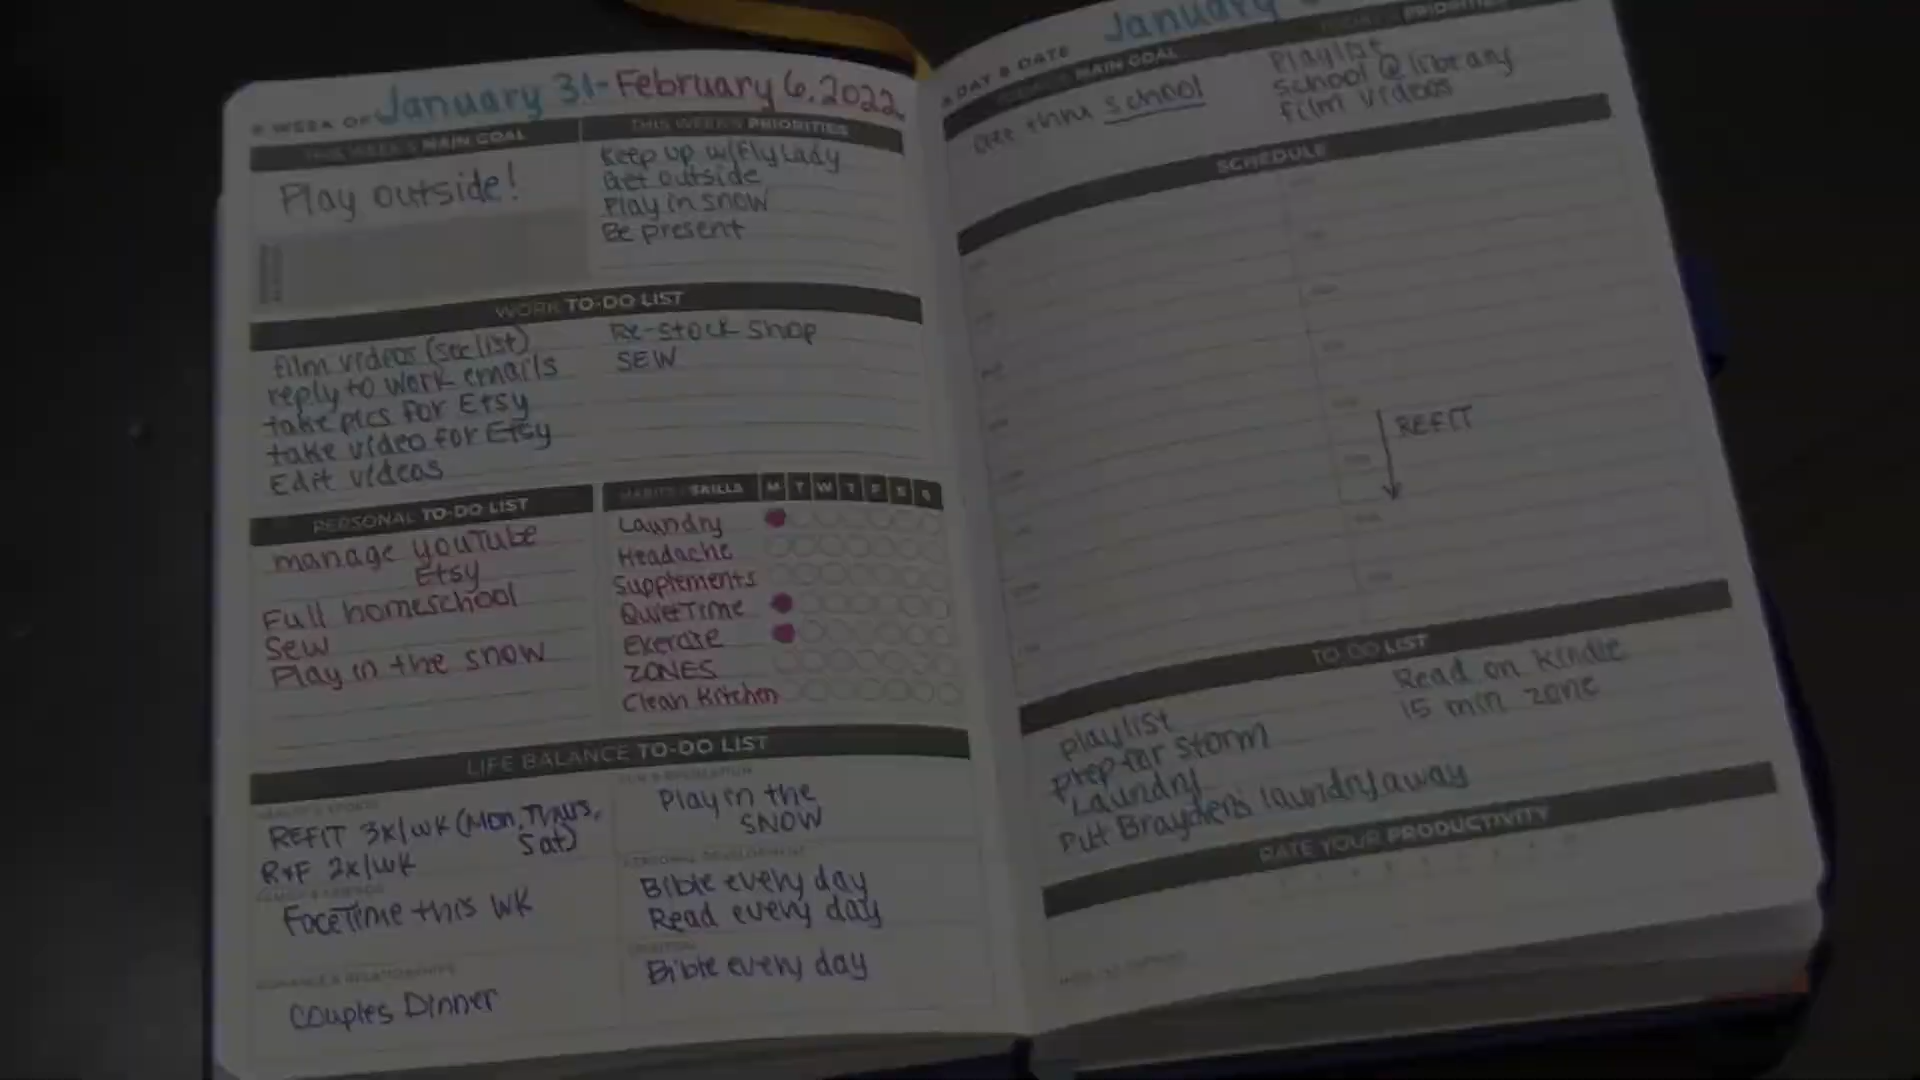 WEEK OF January 31-February 6, 2022
THIS WEEK'S MAIN GOAL
Play outside!
THIS WEEK'S PRIORITIES
Keep up w/FlyLady
Get outside
Play in snow
Be present
WORK TO-DO LIST
film videos (see list)
reply to work emails
take pics for Etsy
take video for Etsy
Edit videos
Re-stock shop
SEW
PERSONAL TO-DO LIST
manage YouTube
Etsy
Full homeschool
Sew
Play in the snow
HABITS / SKILLS M T W T F S S
Laundry
Headache
Supplements
QuietTime
Exercise
ZONES
Clean Kitchen
LIFE BALANCE TO-DO LIST
REFIT 3x/wk (Mon, Thurs,
Sat)
R+F 2x/wk
FaceTime this wk
ROMANCE & RELATIONSHIPS
Couples Dinner
Play in the
SNOW
PERSONAL DEVELOPMENT
Bible every day
Read every day
Bible every day
DAY & DATE January
MAIN GOAL
thru school
PRIORITIES
Playlist
school @ library
film videos
SCHEDULE
REFIT
TO-DO LIST
playlist
prep for storm
Laundry
Put Brayden's laundry away
Read on Kindle
15 min zone
RATE YOUR PRODUCTIVITY